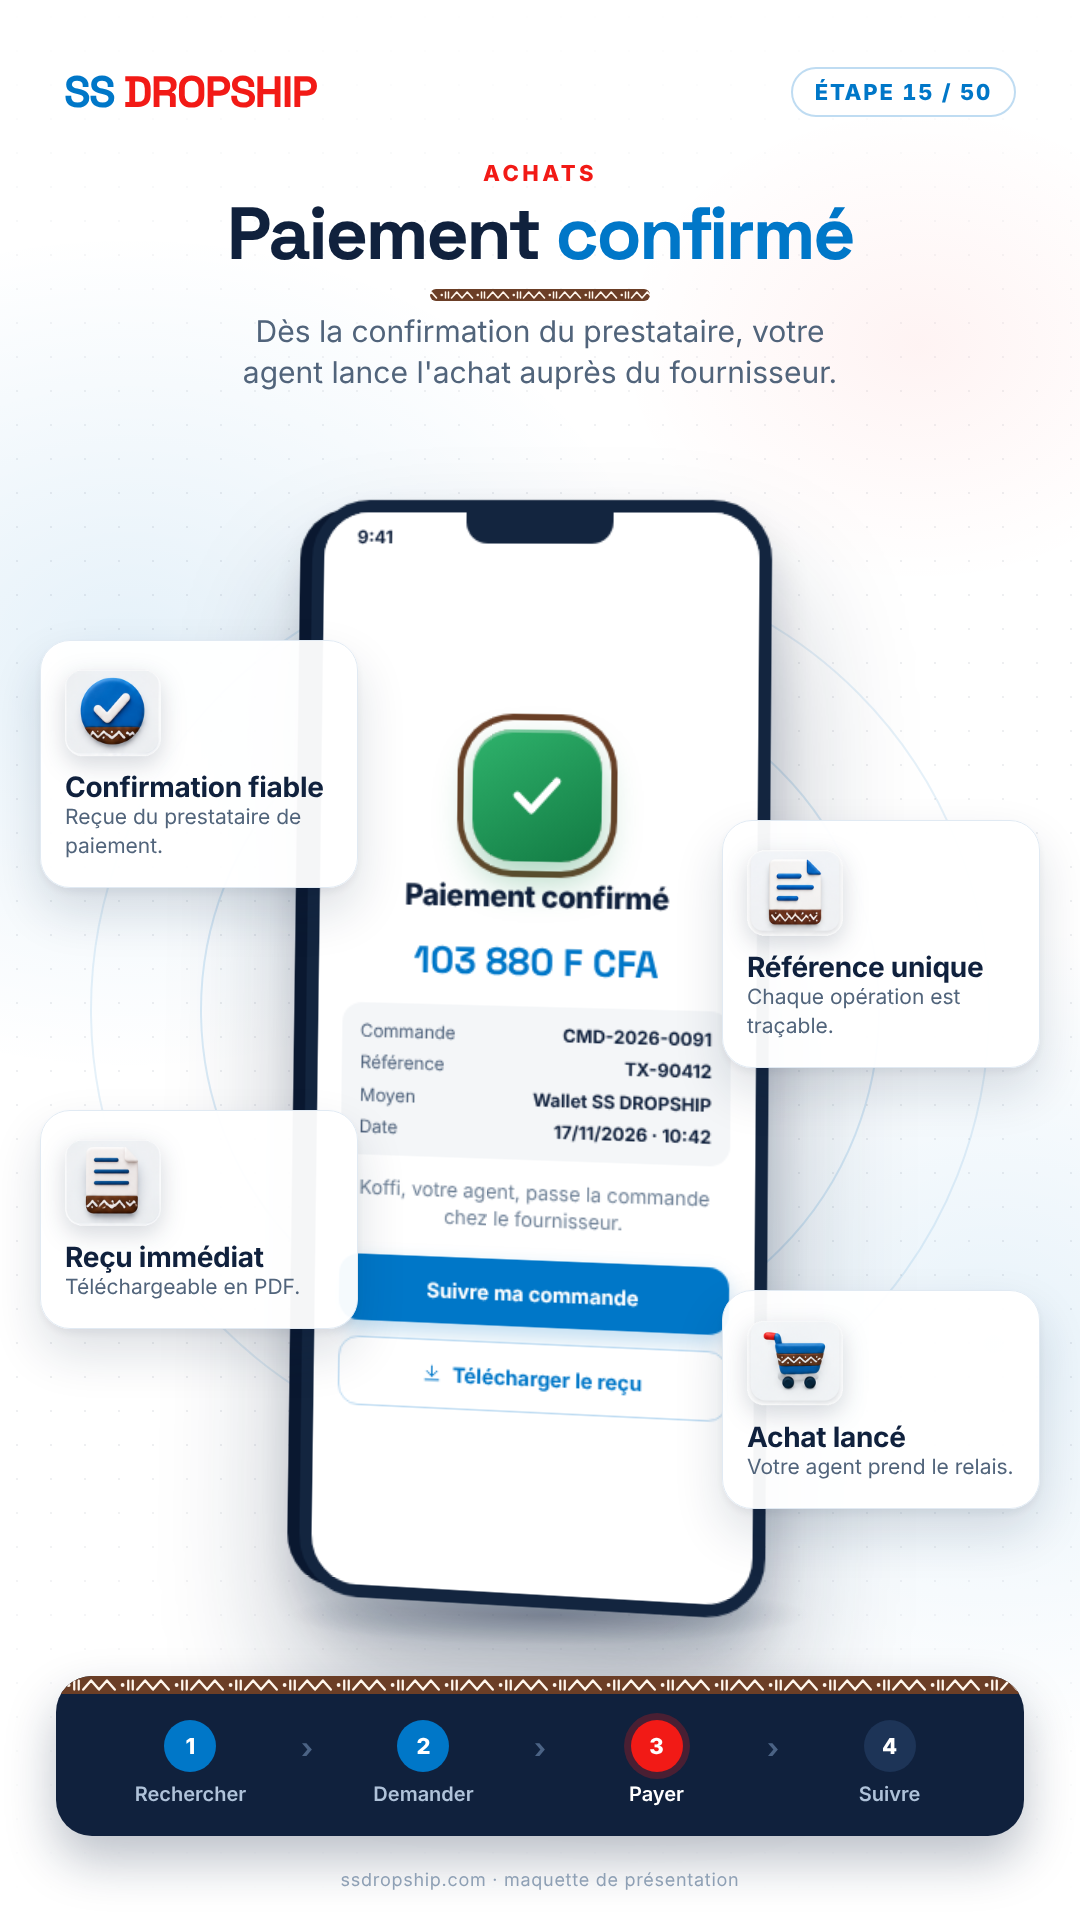 SS DROPSHIP
ÉTAPE 15 / 50
ACHATS
Paiement confirmé
Dès la confirmation du prestataire, votre
agent lance l'achat auprès du fournisseur.
9:41
Confirmation fiable
Reçue du prestataire de
paiement.
Paiement confirmé
103 880 F CFA
Commande CMD-2026-0091
Référence TX-90412
Moyen Wallet SS DROPSHIP
Date 17/11/2026 · 10:42
Koffi, votre agent, passe la commande
chez le fournisseur.
Suivre ma commande
Télécharger le reçu
Référence unique
Chaque opération est
traçable.
Reçu immédiat
Téléchargeable en PDF.
Achat lancé
Votre agent prend le relais.
1 › 2 › 3 › 4
Rechercher Demander Payer Suivre
ssdropship.com · maquette de présentation